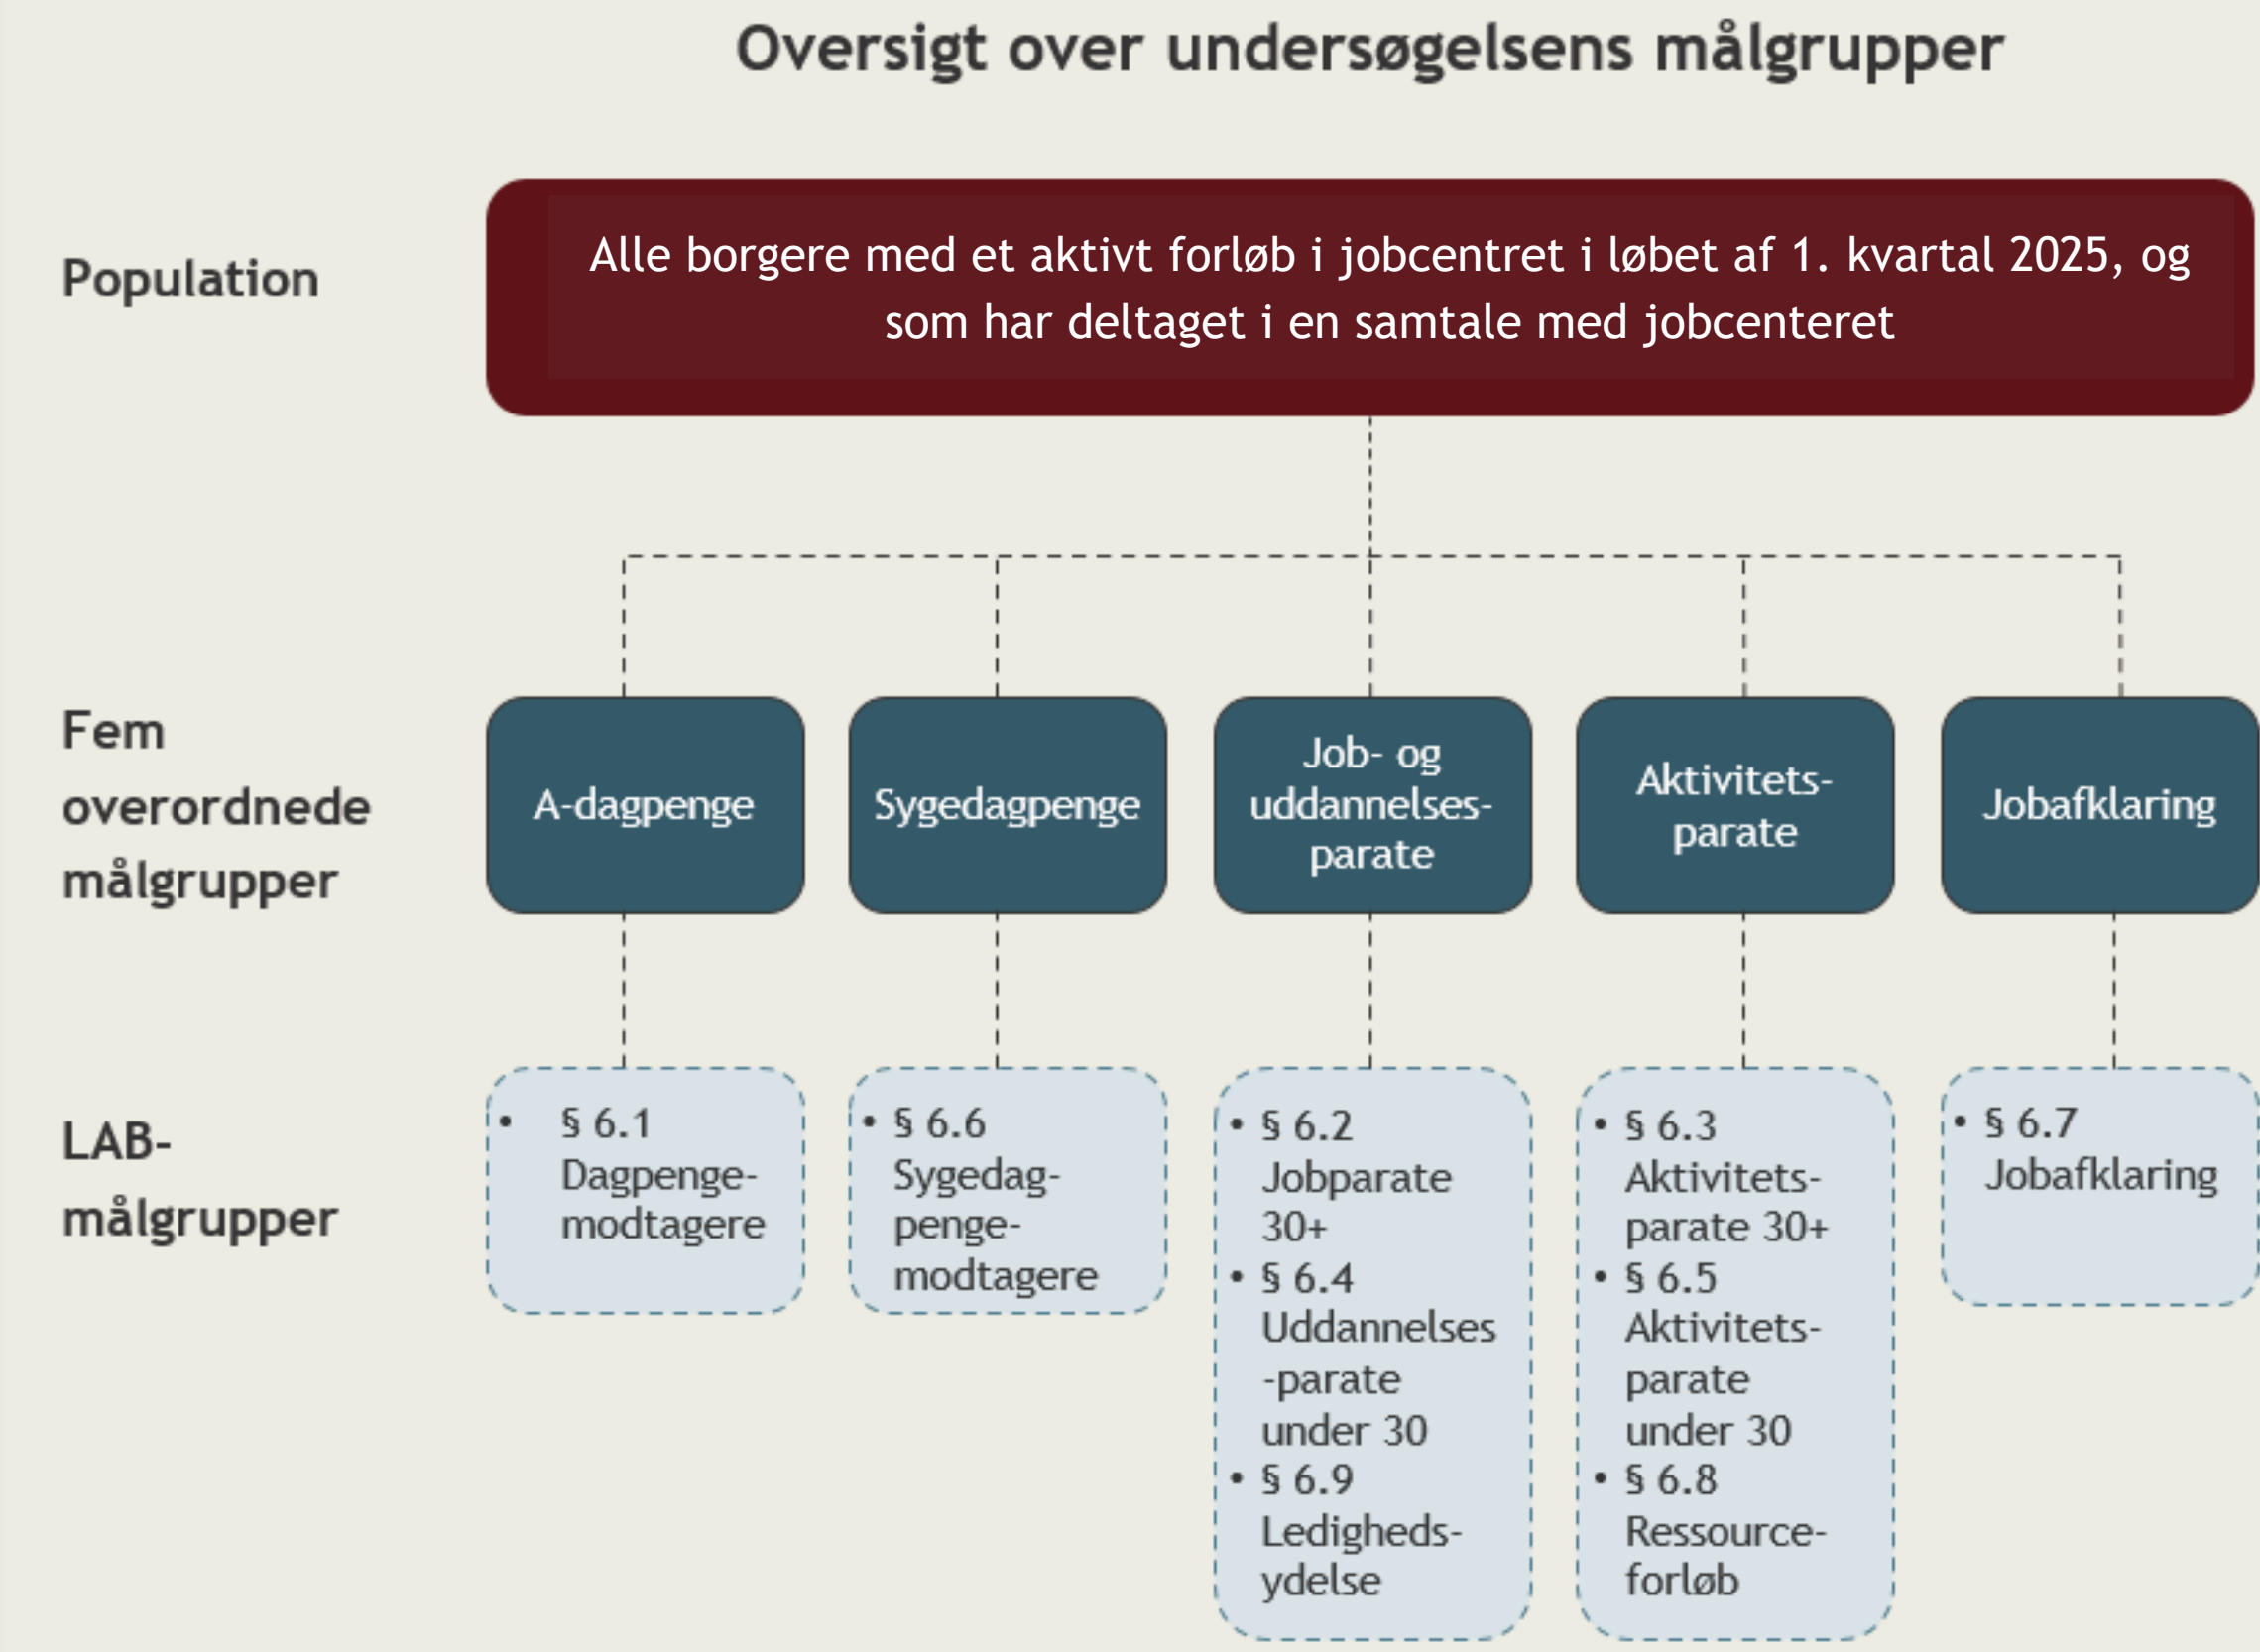 Oversigt over undersøgelsens målgrupper
Population
Alle borgere med et aktivt forløb i jobcentret i løbet af 1. kvartal 2025, og
som har deltaget i en samtale med jobcenteret
Fem
overordnede
målgrupper
A-dagpenge
Sygedagpenge
Job- og
uddannelses-
parate
Aktivitets-
parate
Jobafklaring
LAB-
målgrupper
• § 6.1
Dagpenge-
modtagere
• § 6.6
Sygedag-
penge-
modtagere
• § 6.2
Jobparate
30+
• § 6.4
Uddannelses
-parate
under 30
• § 6.9
Ledigheds-
ydelse
• § 6.3
Aktivitets-
parate 30+
• § 6.5
Aktivitets-
parate
under 30
• § 6.8
Ressource-
forløb
• § 6.7
Jobafklaring